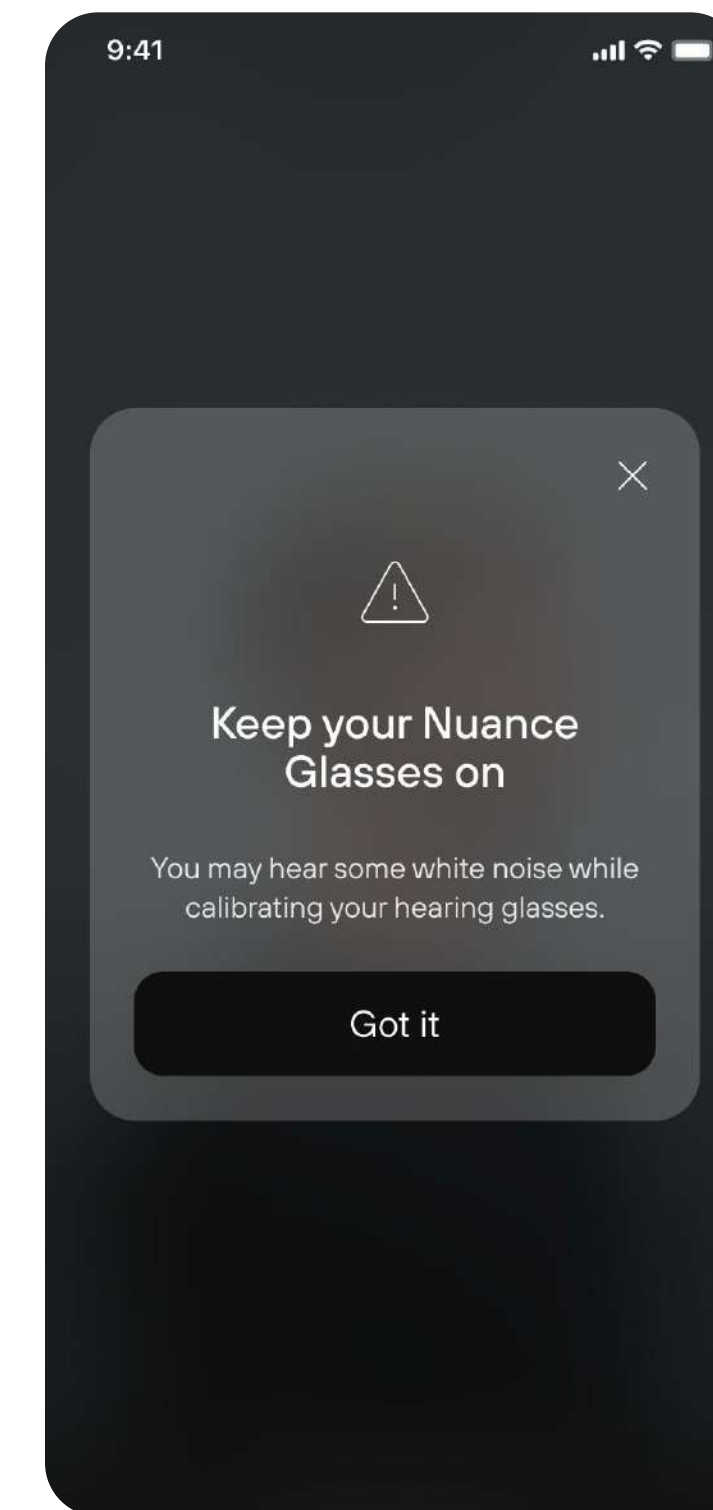 9:41
Keep your Nuance
Glasses on
You may hear some white noise while
calibrating your hearing glasses.
Got it